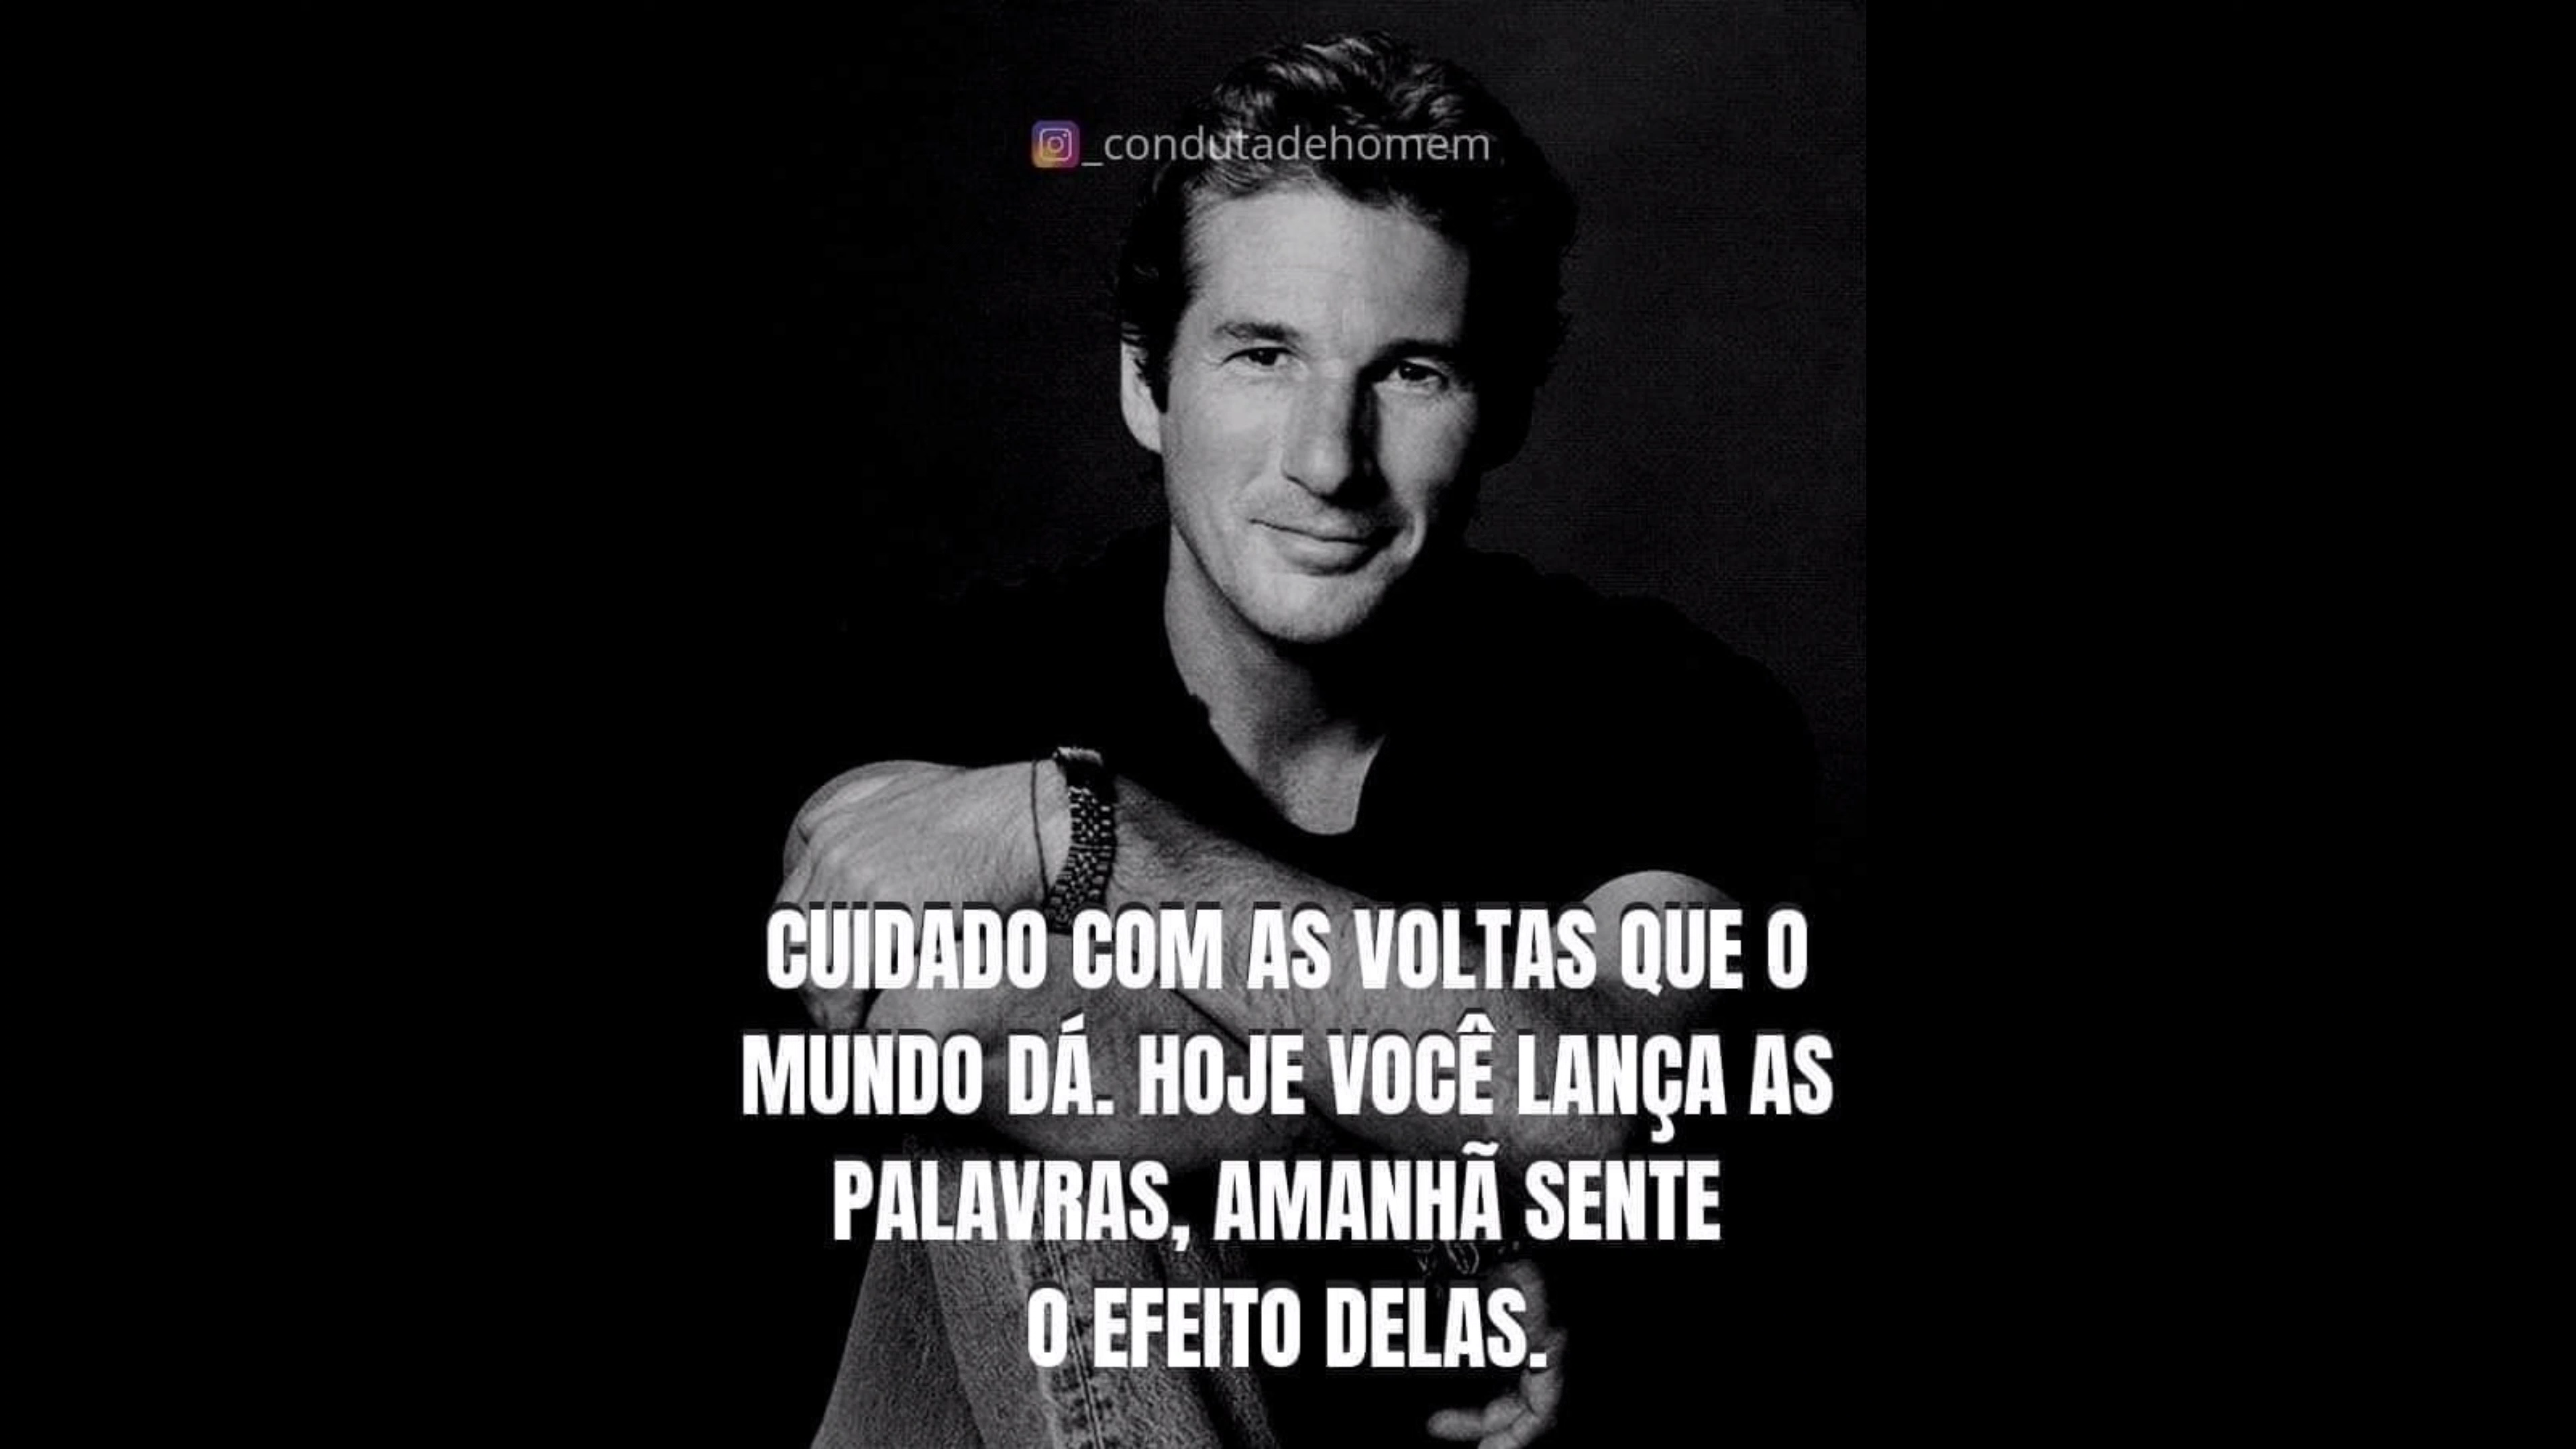 _condutadehomem
CUIDADO COM AS VOLTAS QUE O
MUNDO DÁ. HOJE VOCÊ LANÇA AS
PALAVRAS, AMANHÃ SENTE
O EFEITO DELAS.